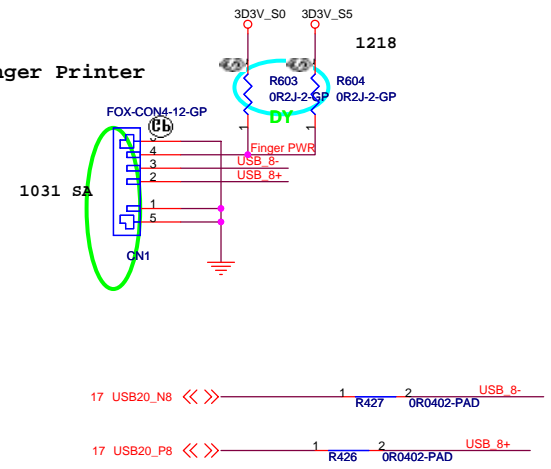 3D3V_S0 3D3V_S5
1218
nger Printer
R603 R604
0R2J-2-GP 0R2J-2-GP
FOX-CON4-12-GP
DY
1 1
4 Finger PWR
3 USB_8-
2 USB_8+
1031 SA
1
5
CN1
17 USB20_N8 1 2 USB_8-
R427 0R0402-PAD
17 USB20_P8 1 2 USB_8+
R426 0R0402-PAD